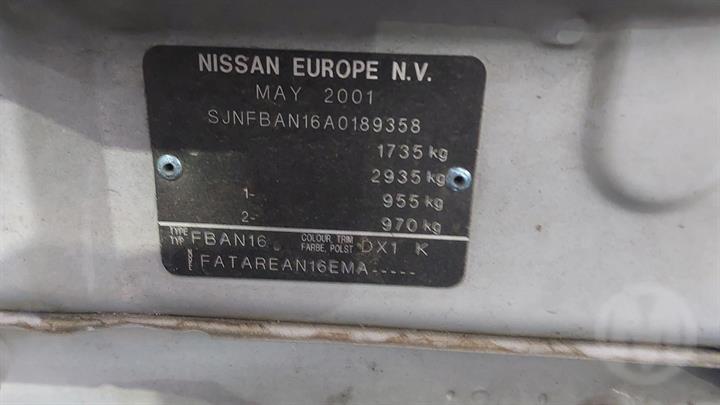 NISSAN EUROPE N.V.
MAY 2001
SJNFBAN16A0189358
1735 kg
2935 kg
1- 955 kg
2- 970 kg
TYPE TYP FBAN16 COLOUR, TRIM FARBE, POLST DX1 K
FATAREAN16EMA-----